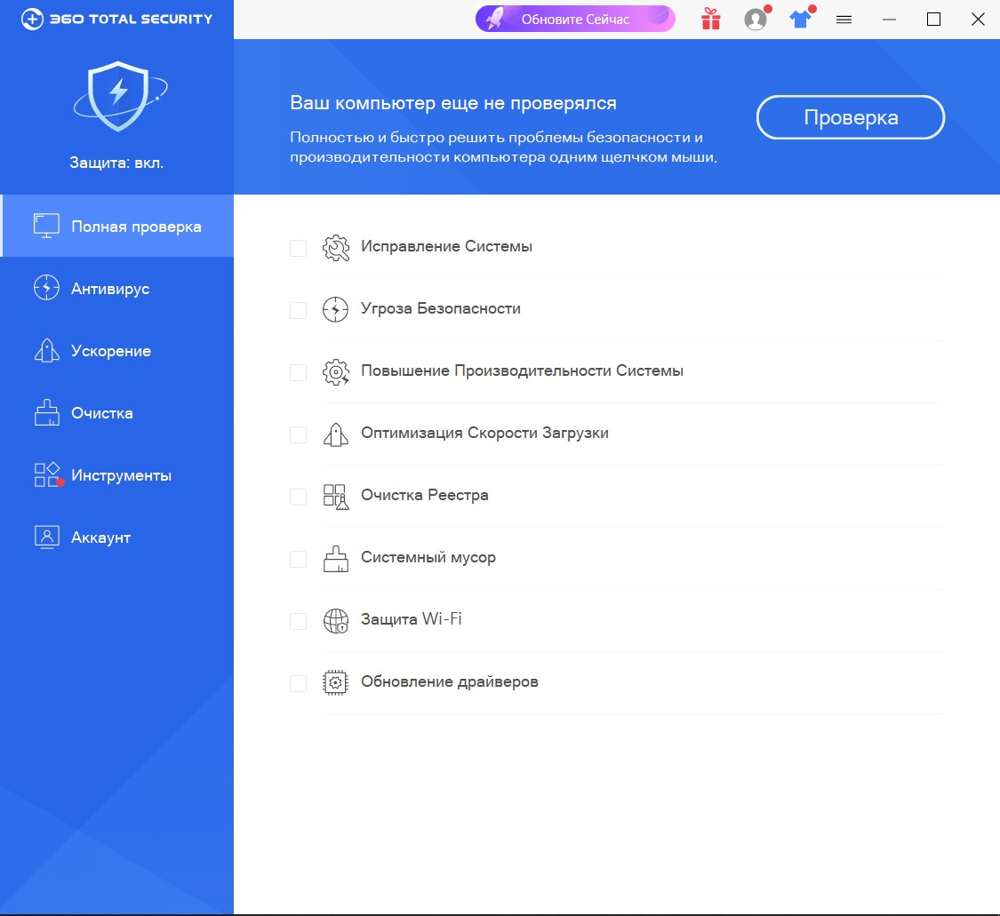 360 TOTAL SECURITY
Обновите Сейчас
Ваш компьютер еще не проверялся
Полностью и быстро решить проблемы безопасности и
производительности компьютера одним щелчком мыши.
Проверка
Защита: вкл.
Полная проверка
Антивирус
Ускорение
Очистка
Инструменты
Аккаунт
Исправление Системы
Угроза Безопасности
Повышение Производительности Системы
Оптимизация Скорости Загрузки
Очистка Реестра
Системный мусор
Защита Wi-Fi
Обновление драйверов